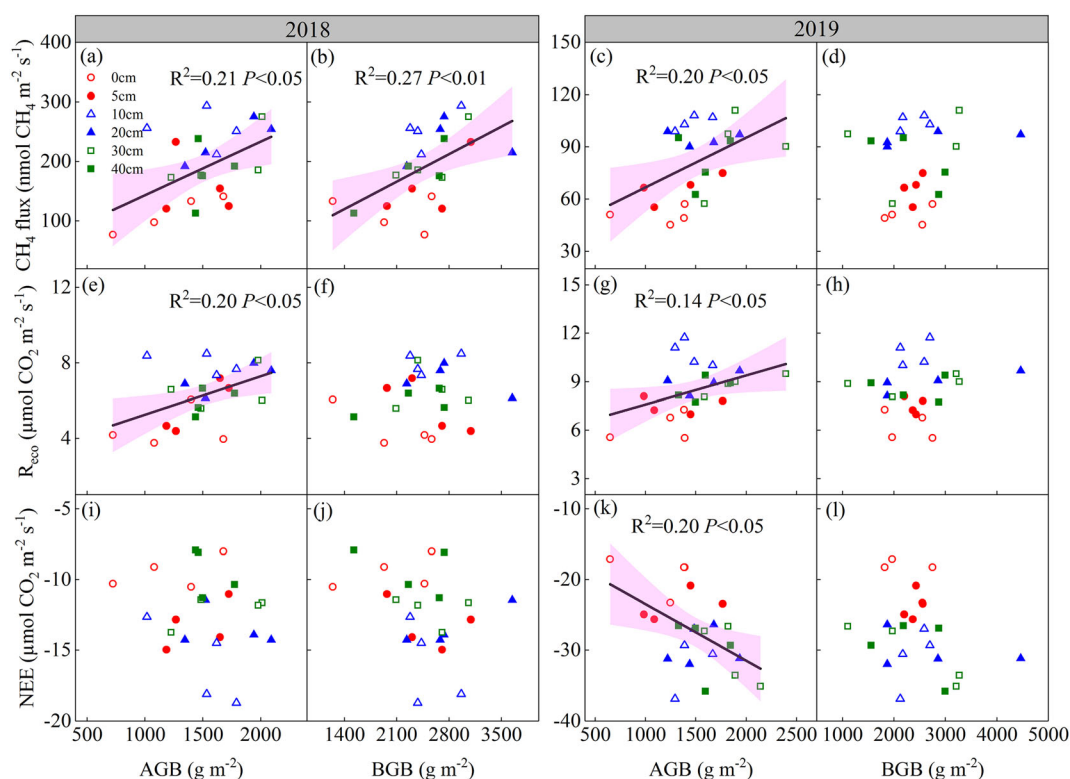 2018
2019
(a)
R²=0.21 P<0.05
0cm
5cm
10cm
20cm
30cm
40cm
(b)
R²=0.27 P<0.01
(c)
R²=0.20 P<0.05
(d)
CH₄ flux (nmol CH₄ m⁻² s⁻¹)
400
300
200
100
150
120
90
60
30
(e)
R²=0.20 P<0.05
(f)
(g)
R²=0.14 P<0.05
(h)
R_eco (μmol CO₂ m⁻² s⁻¹)
12
8
4
15
12
9
6
3
(i)
(j)
(k)
R²=0.20 P<0.05
(l)
NEE (μmol CO₂ m⁻² s⁻¹)
-5
-10
-15
-20
-10
-20
-30
-40
500 1000 1500 2000
1400 2100 2800 3500
500 1000 1500 2000 2500
1000 2000 3000 4000 5000
AGB (g m⁻²)
BGB (g m⁻²)
AGB (g m⁻²)
BGB (g m⁻²)